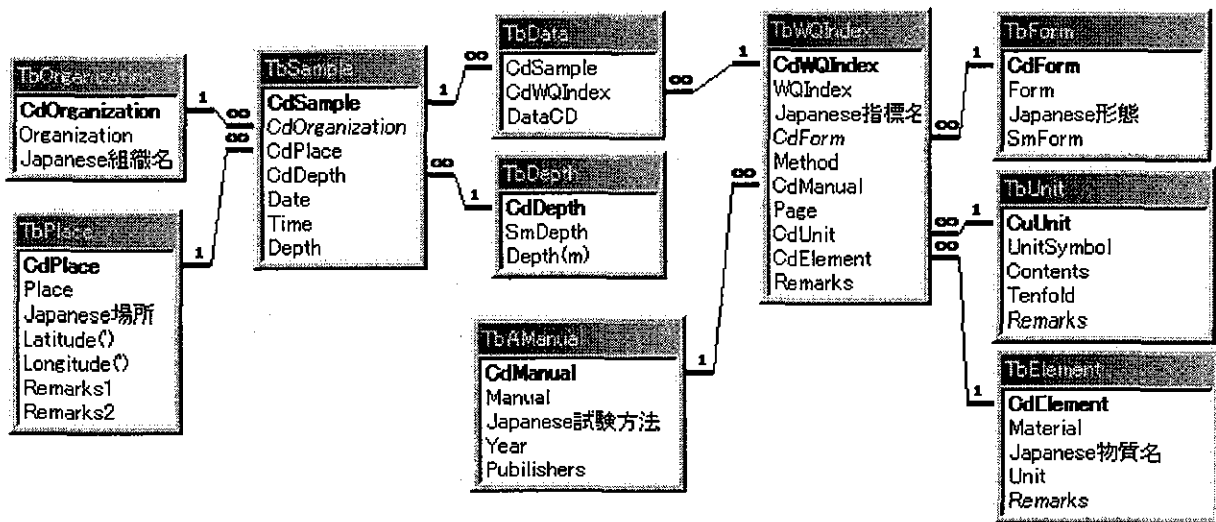 TbOrganization
CdOrganization
Organization
Japanese組織名
TbPlace
CdPlace
Place
Japanese場所
Latitude(')
Longitude(')
Remarks1
Remarks2
TbSample
CdSample
CdOrganization
CdPlace
CdDepth
Date
Time
Depth
TbData
CdSample
CdWQIndex
DataCD
TbDepth
CdDepth
SmDepth
Depth(m)
TbAManual
CdManual
Manual
Japanese試験方法
Year
Pubilishers
TbWQIndex
CdWQIndex
WQIndex
Japanese指標名
CdForm
Method
CdManual
Page
CdUnit
CdElement
Remarks
TbForm
CdForm
Form
Japanese形態
SmForm
TbUnit
CuUnit
UnitSymbol
Contents
Tenfold
Remarks
TbElement
CdElement
Material
Japanese物質名
Unit
Remarks
1
∞
1
∞
1
∞
∞
1
∞
1
∞
1
∞
1
∞
1
∞
1